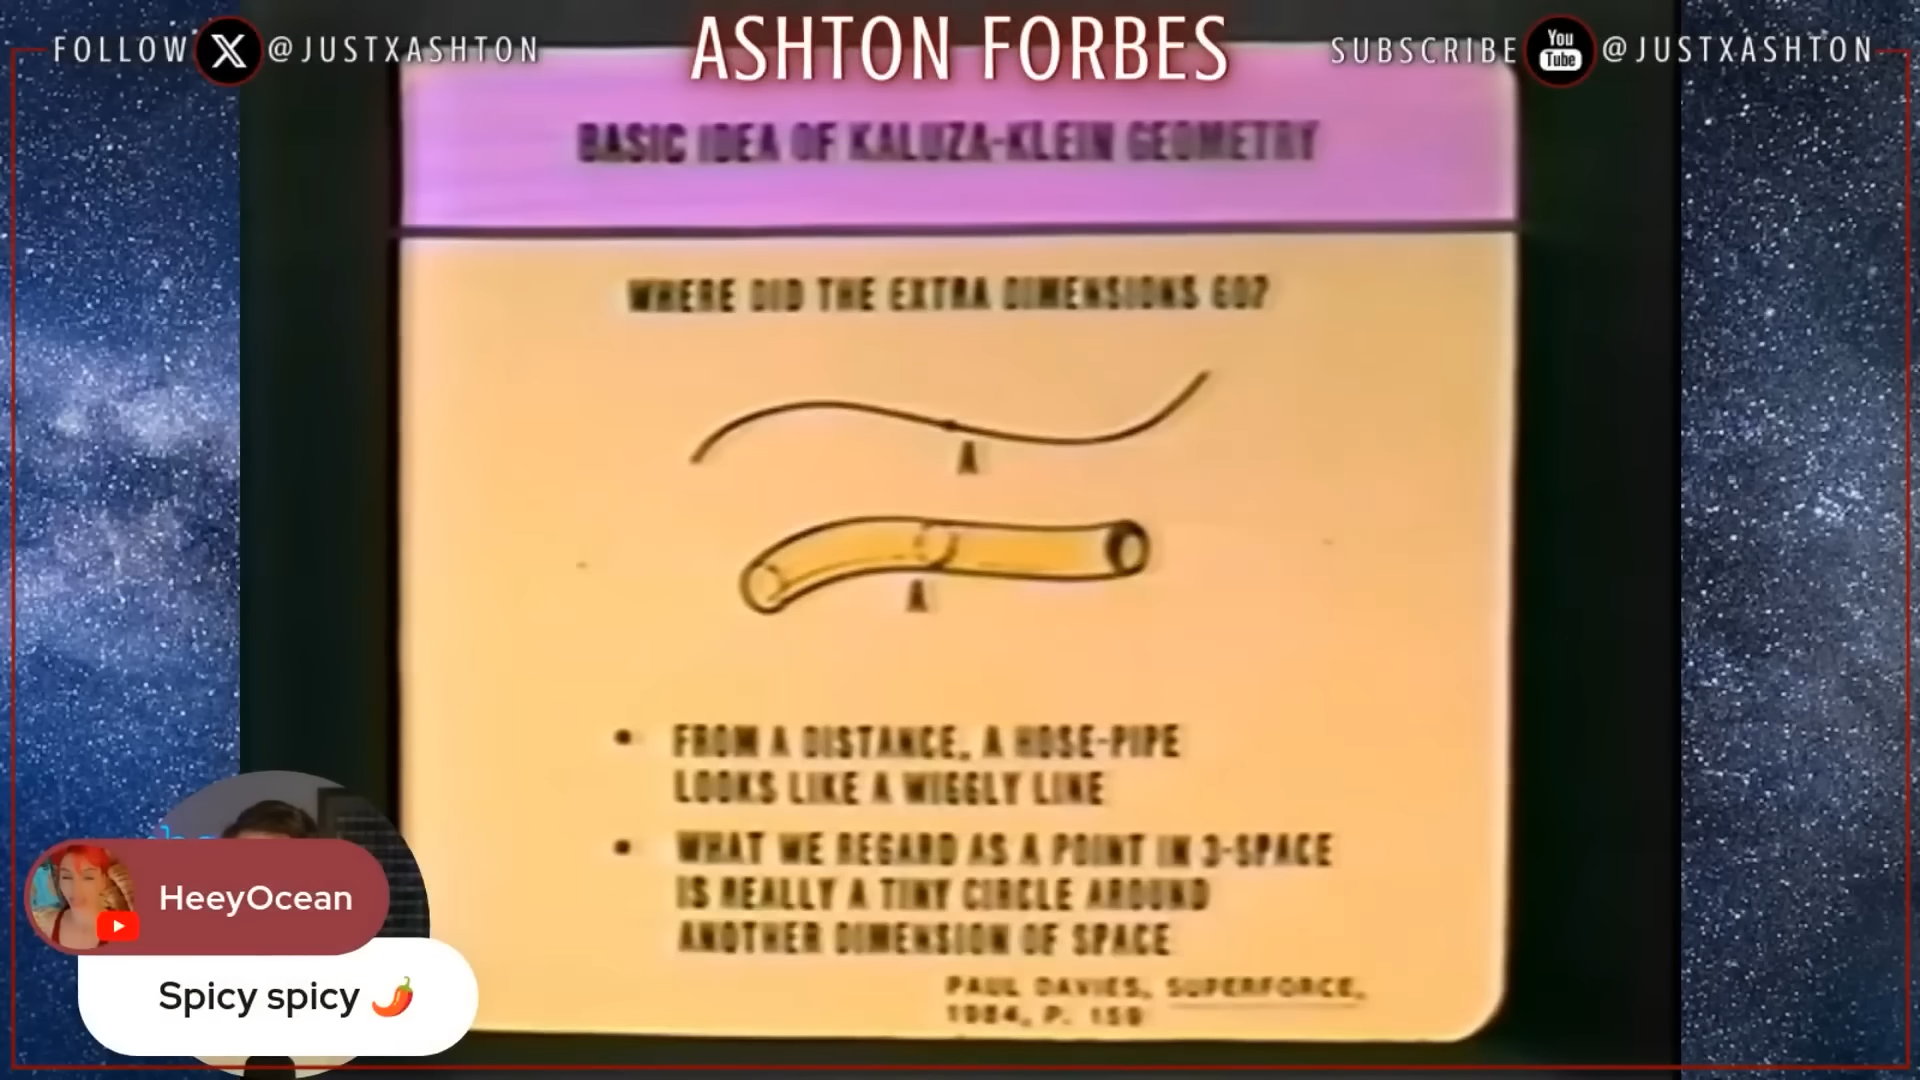 FOLLOW X @JUSTXASHTON
ASHTON FORBES
SUBSCRIBE YouTube @JUSTXASHTON
BASIC IDEA OF KALUZA-KLEIN GEOMETRY
WHERE DID THE EXTRA DIMENSIONS GO?
A
A
• FROM A DISTANCE, A HOSE-PIPE
LOOKS LIKE A WIGGLY LINE
• WHAT WE REGARD AS A POINT IN 3-SPACE
IS REALLY A TINY CIRCLE AROUND
ANOTHER DIMENSION OF SPACE
PAUL DAVIES, SUPERFORCE,
1984, P. 159
HeeyOcean
Spicy spicy 🌶️